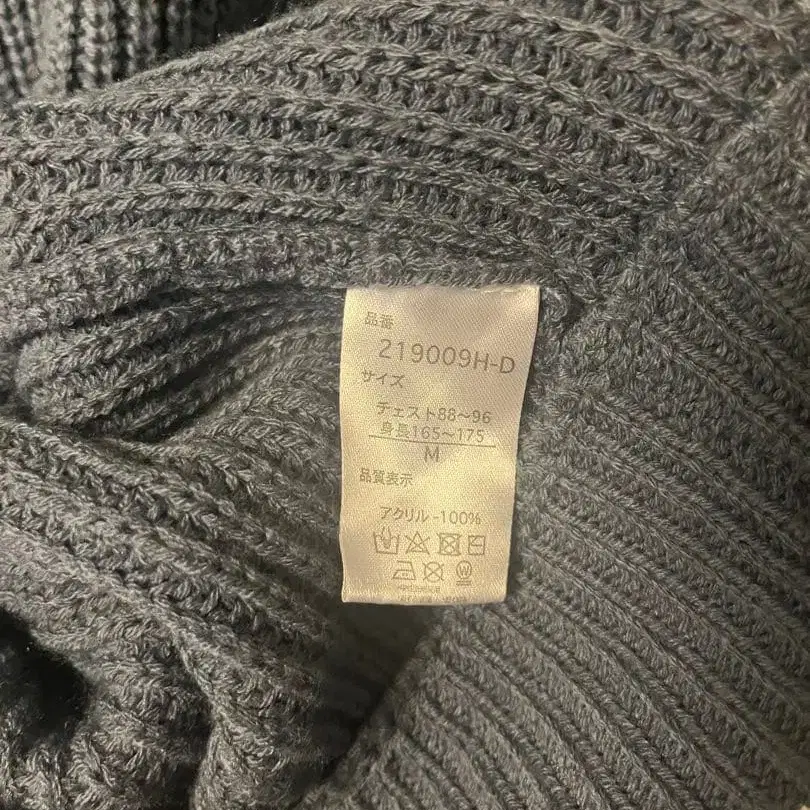 品番
219009H-D
サイズ
チェスト88～96
身長165～175
M
品質表示
アクリル-100%